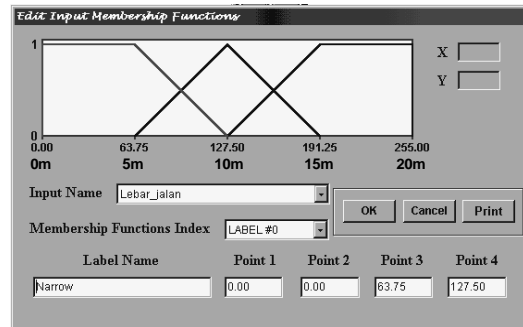 Edit Input Membership Functions
1
X
Y
0
0.00 63.75 127.50 191.25 255.00
0m 5m 10m 15m 20m
Input Name Lebar_jalan
OK Cancel Print
Membership Functions Index LABEL #0
Label Name Point 1 Point 2 Point 3 Point 4
Narrow 0.00 0.00 63.75 127.50